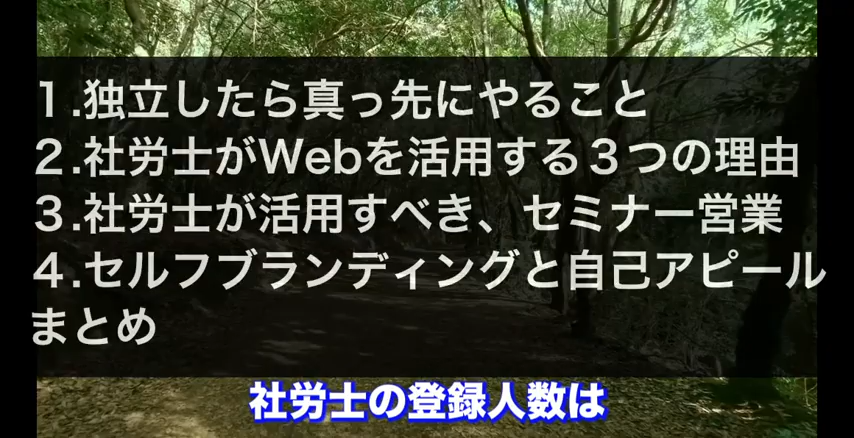 １.独立したら真っ先にやること
２.社労士がWebを活用する３つの理由
３.社労士が活用すべき、セミナー営業
４.セルフブランディングと自己アピール
まとめ
社労士の登録人数は